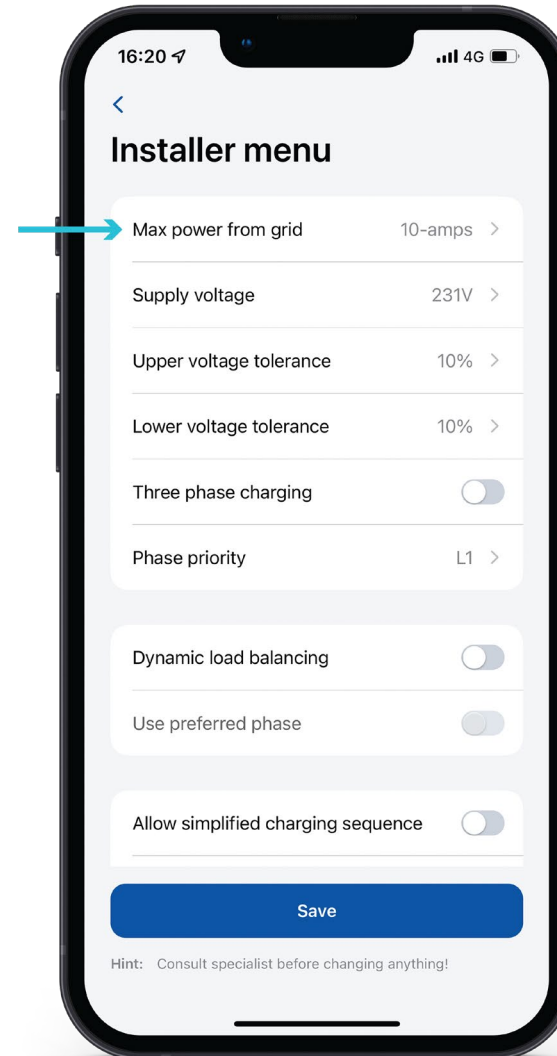 16:20
4G
Installer menu
Max power from grid 10-amps
Supply voltage 231V
Upper voltage tolerance 10%
Lower voltage tolerance 10%
Three phase charging
Phase priority L1
Dynamic load balancing
Use preferred phase
Allow simplified charging sequence
Save
Hint: Consult specialist before changing anything!